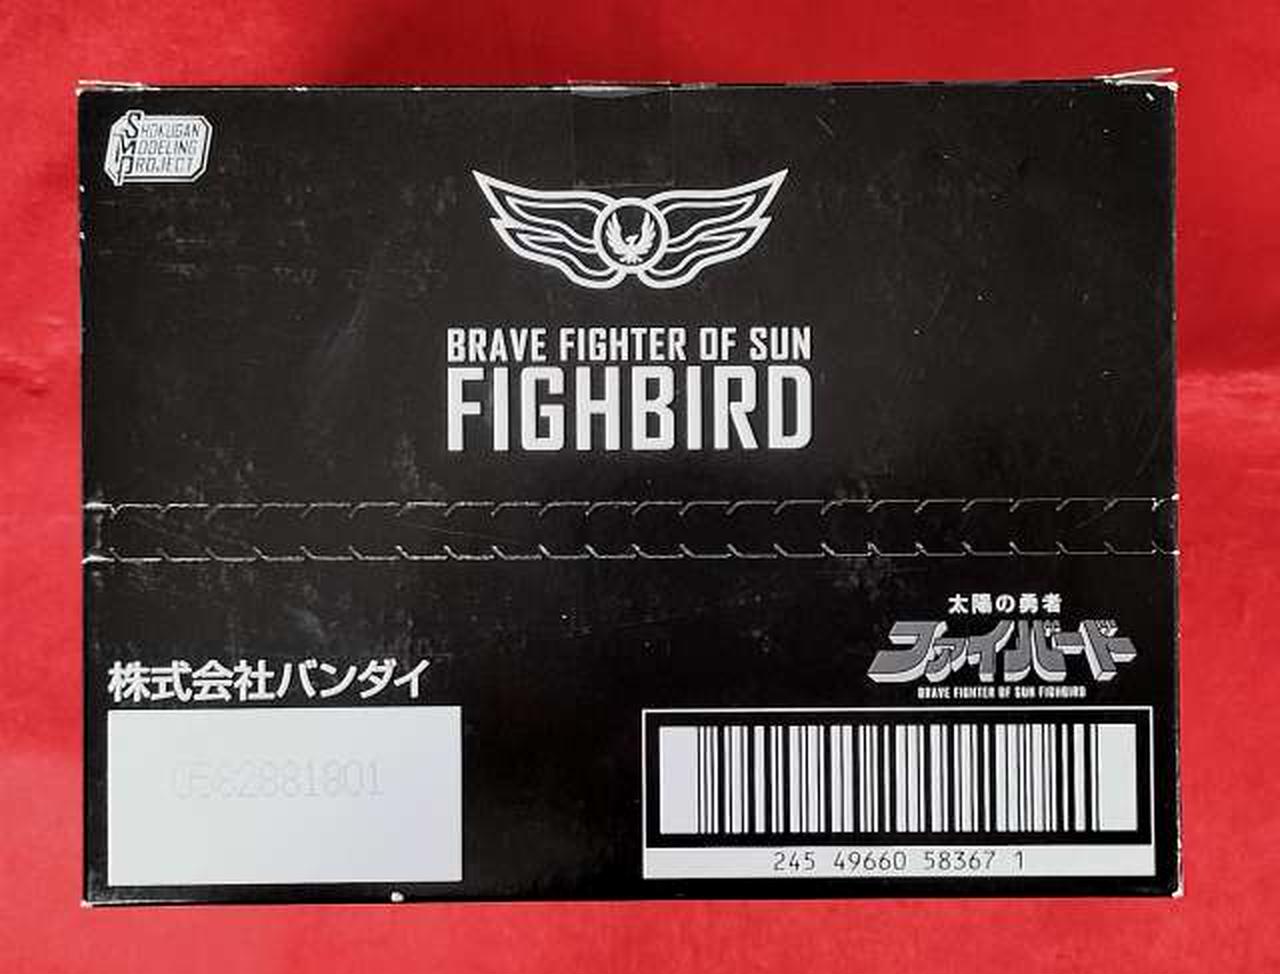 SHOKUGAN
MODELING
PROJECT
BRAVE FIGHTER OF SUN
FIGHBIRD
太陽の勇者
ファイバード
BRAVE FIGHTER OF SUN FIGHBIRD
株式会社バンダイ
0562881801
245 49660 58367 1